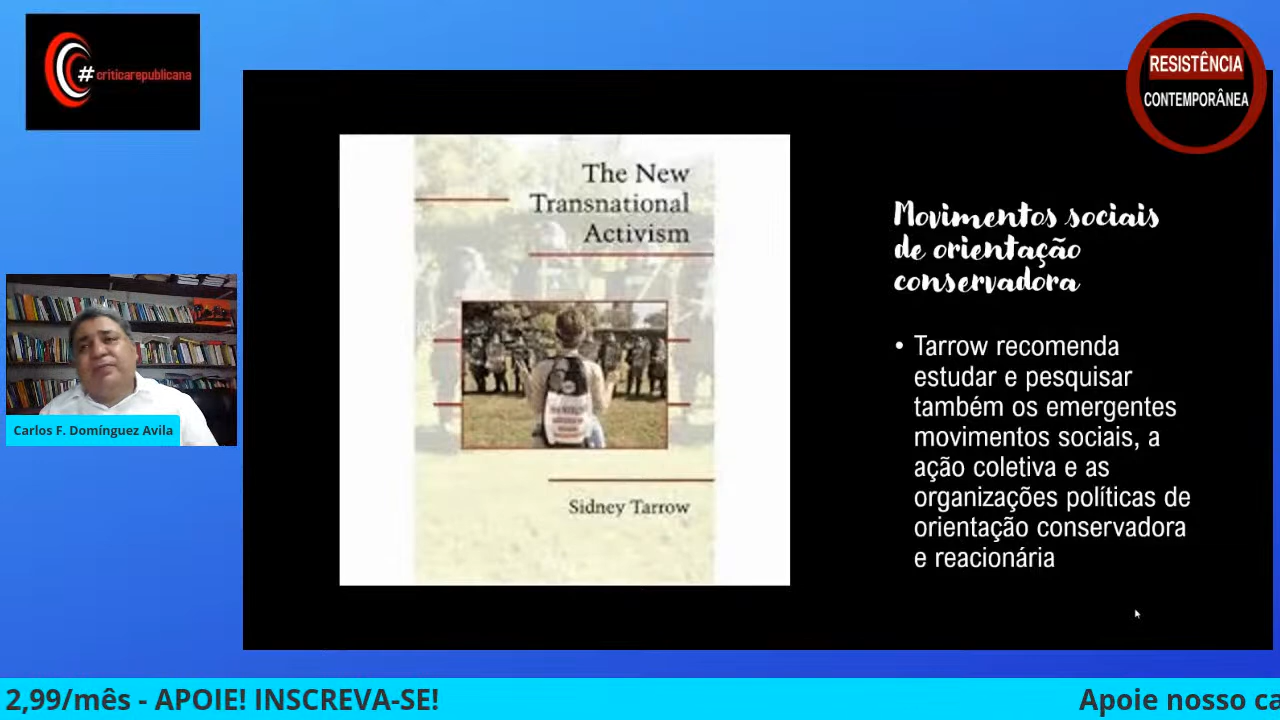 #criticarepublicana
RESISTÊNCIA
CONTEMPORÂNEA
The New
Transnational
Activism
Sidney Tarrow
Movimentos sociais
de orientação
conservadora
• Tarrow recomenda
estudar e pesquisar
também os emergentes
movimentos sociais, a
ação coletiva e as
organizações políticas de
orientação conservadora
e reacionária
Carlos F. Domínguez Avila
2,99/mês - APOIE! INSCREVA-SE!
Apoie nosso ca